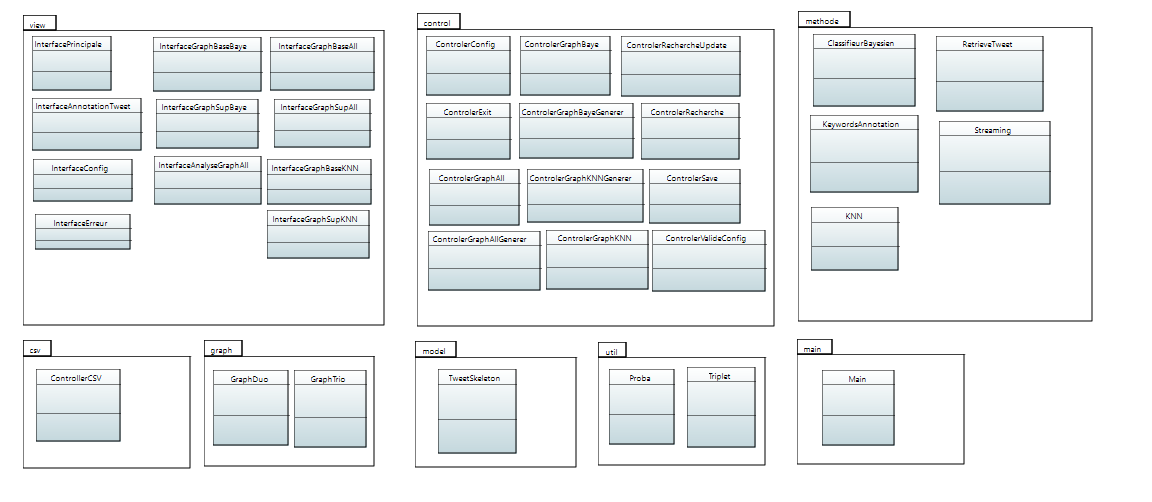 view
InterfacePrincipale
InterfaceGraphBaseBaye
InterfaceGraphBaseAll
InterfaceAnnotationTweet
InterfaceGraphSupBaye
InterfaceGraphSupAll
InterfaceConfig
InterfaceAnalyseGraphAll
InterfaceGraphBaseKNN
InterfaceErreur
InterfaceGraphSupKNN
control
ControlerConfig
ControlerGraphBaye
ControlerRechercheUpdate
ControlerExit
ControlerGraphBayeGenerer
ControlerRecherche
ControlerGraphAll
ControlerGraphKNNGenerer
ControlerSave
ControlerGraphAllGenerer
ControlerGraphKNN
ControlerValideConfig
methode
ClassifieurBayesien
RetrieveTweet
KeywordsAnnotation
Streaming
KNN
csv
ControllerCSV
graph
GraphDuo
GraphTrio
model
TweetSkeleton
util
Proba
Triplet
main
Main